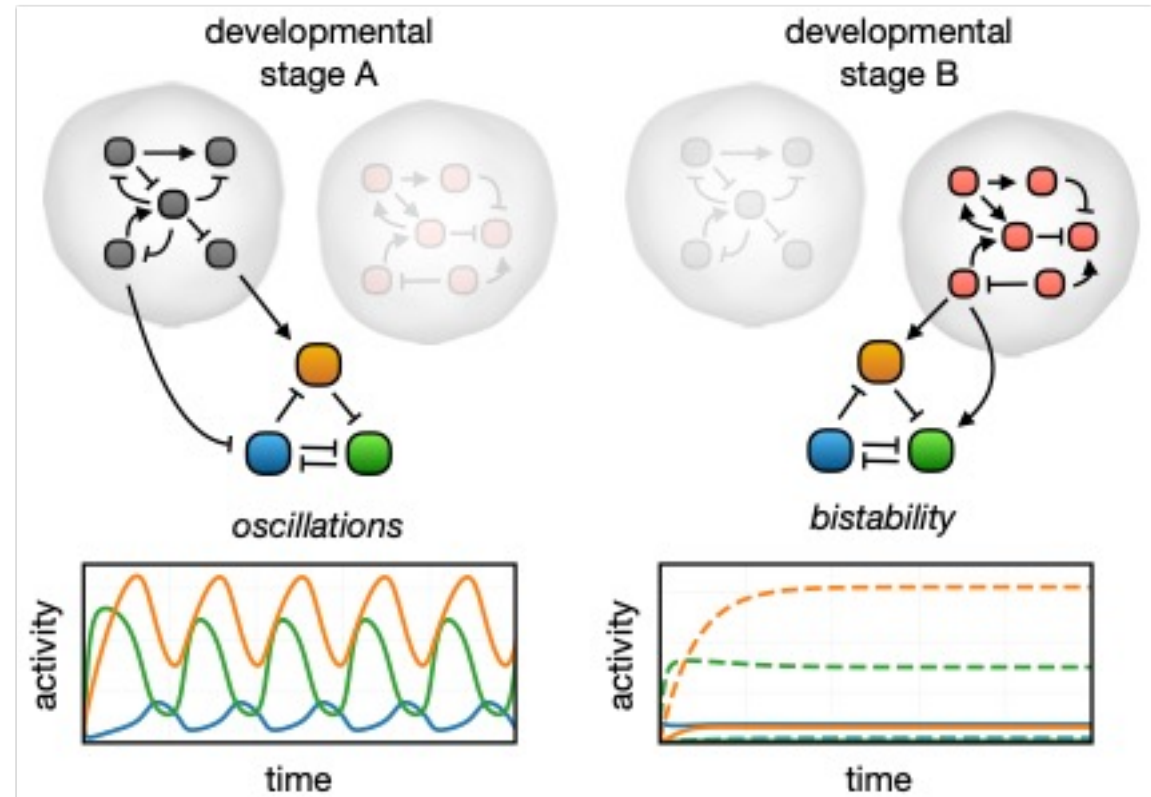 developmental
stage A
developmental
stage B
oscillations
bistability
activity
time
activity
time